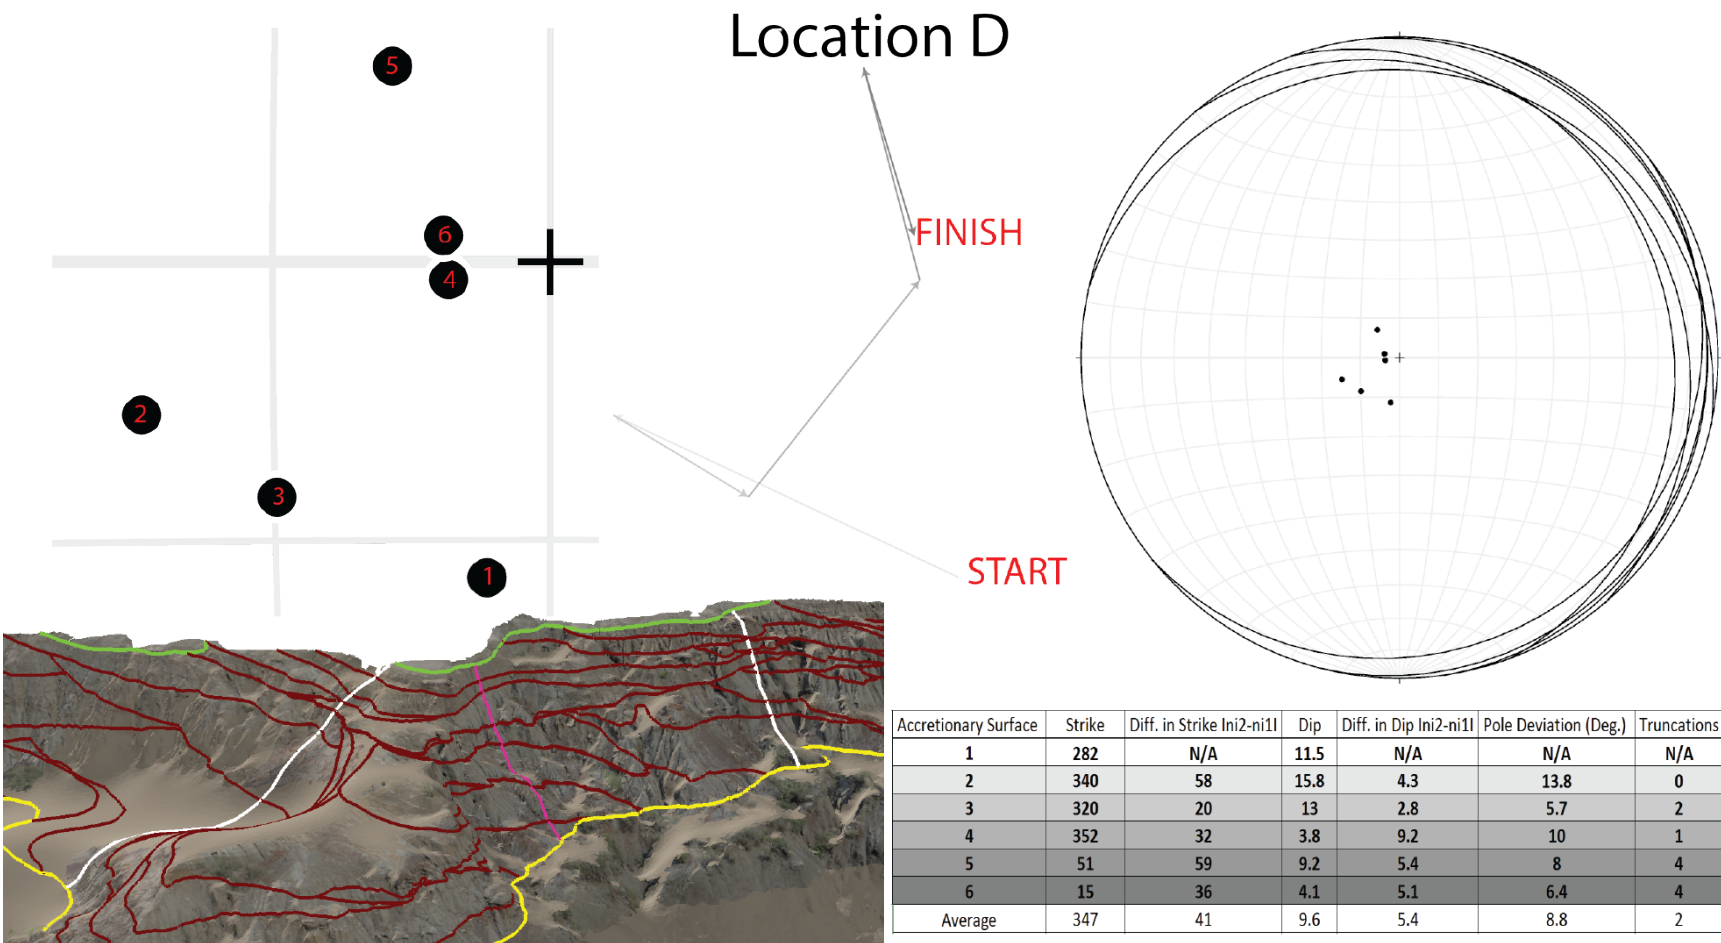 Location D
5
6
4
2
3
1
FINISH
START
Accretionary Surface Strike Diff. in Strike Ini2-ni1I Dip Diff. in Dip Ini2-ni1I Pole Deviation (Deg.) Truncations
1 282 N/A 11.5 N/A N/A N/A
2 340 58 15.8 4.3 13.8 0
3 320 20 13 2.8 5.7 2
4 352 32 3.8 9.2 10 1
5 51 59 9.2 5.4 8 4
6 15 36 4.1 5.1 6.4 4
Average 347 41 9.6 5.4 8.8 2